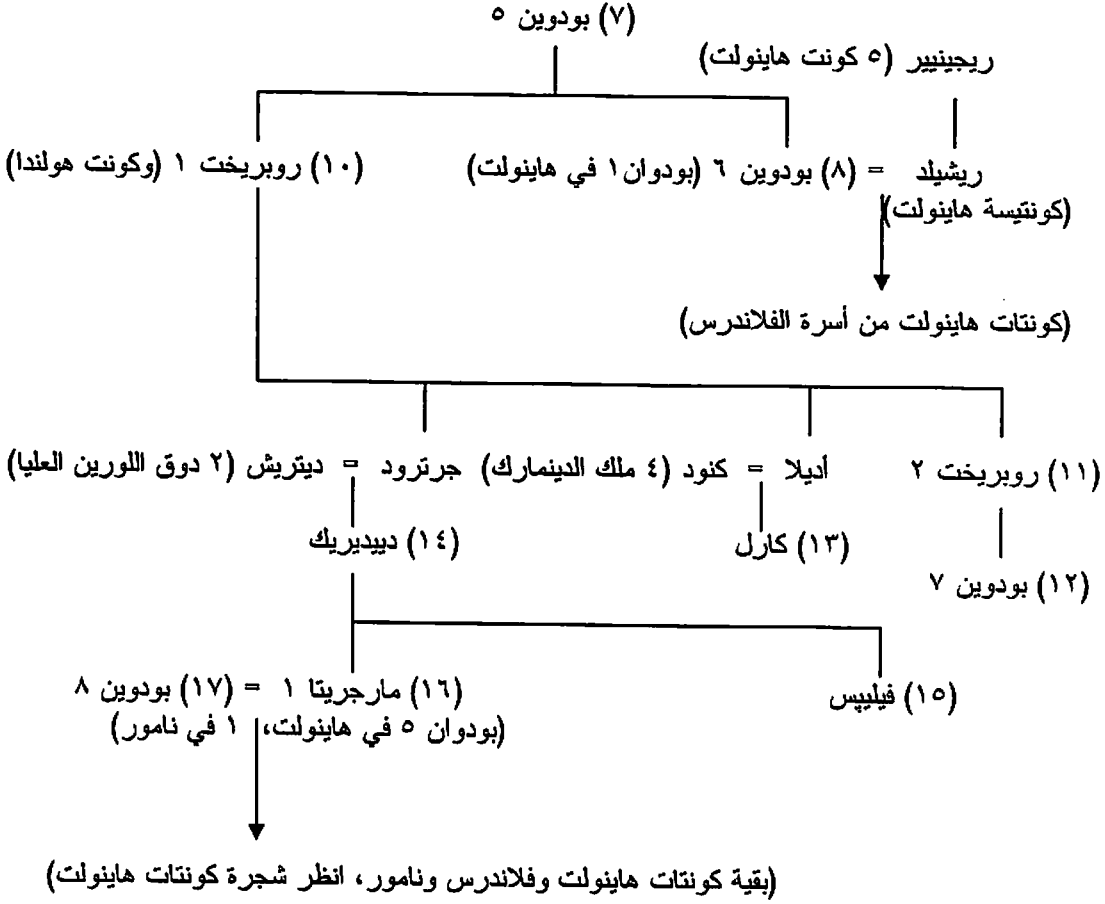 (٧) بودوين ٥
ريجينيير (٥ كونت هاينولت)
ريشيلد = (٨) بودوين ٦ (بودوان١ في هاينولت)
(١٠) روبريخت ١ (وكونت هولندا)
(كونتيسة هاينولت)
(كونتات هاينولت من أسرة الفلاندرس)
(١١) روبريخت ٢
أديلا = كنود (٤ ملك الدينمارك)
جرترود = ديتريش (٢ دوق اللورين العليا)
(١٢) بودوين ٧
(١٣) كارل
(١٤) دييديريك
(١٥) فيليپس
(١٦) مارجريتا ١ = (١٧) بودوين ٨
(بودوان ٥ في هاينولت، ١ في نامور)
(بقية كونتات هاينولت وفلاندرس ونامور، انظر شجرة كونتات هاينولت)